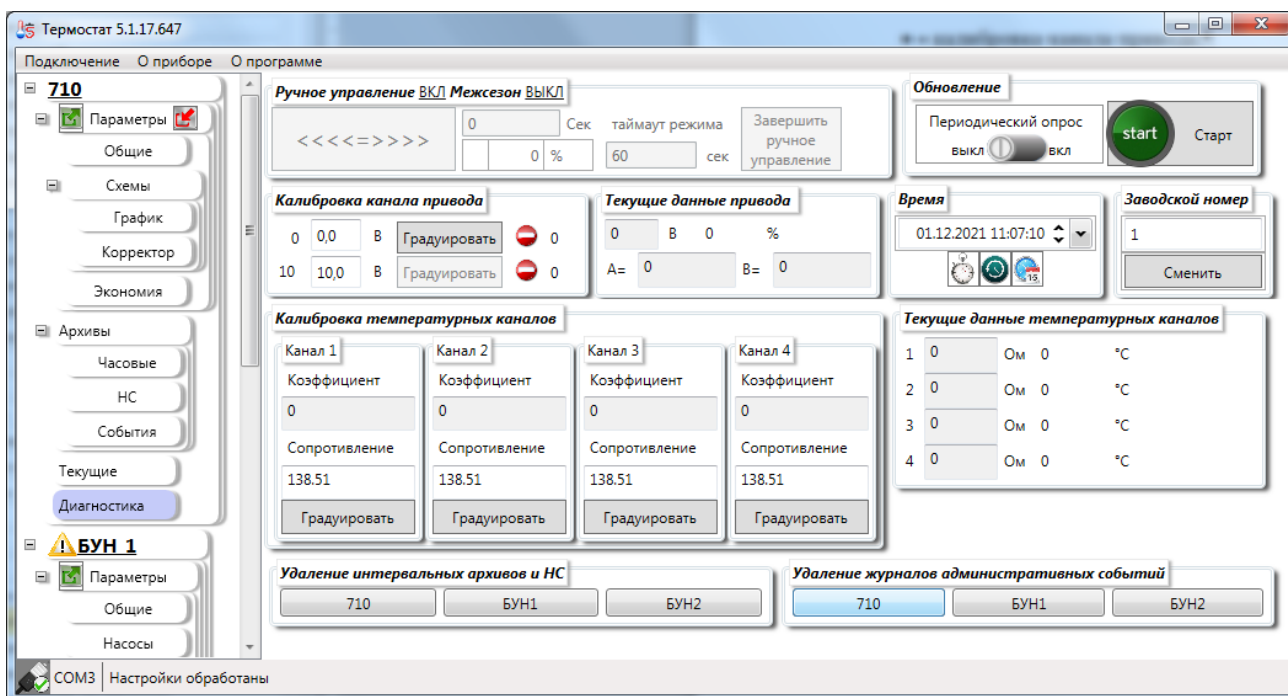 Термостат 5.1.17.647
Подключение О приборе О программе
710
Параметры
Общие
Схемы
График
Корректор
Экономия
Архивы
Часовые
НС
События
Текущие
Диагностика
БУН 1
Параметры
Общие
Насосы
Ручное управление ВКЛ Межсезон ВЫКЛ
<<<<=>>>>
0 Сек таймаут режима
0 % 60 сек
Завершить
ручное
управление
Обновление
Периодический опрос
выкл вкл
start Старт
Калибровка канала привода
0 0,0 В Градуировать 0
10 10,0 В Градуировать 0
Текущие данные привода
0 В 0 %
A= 0 B= 0
Время
01.12.2021 11:07:10
15
Заводской номер
1
Сменить
Калибровка температурных каналов
Канал 1 Канал 2 Канал 3 Канал 4
Коэффициент Коэффициент Коэффициент Коэффициент
0 0 0 0
Сопротивление Сопротивление Сопротивление Сопротивление
138.51 138.51 138.51 138.51
Градуировать Градуировать Градуировать Градуировать
Текущие данные температурных каналов
1 0 Ом 0 °C
2 0 Ом 0 °C
3 0 Ом 0 °C
4 0 Ом 0 °C
Удаление интервальных архивов и НС
710 БУН1 БУН2
Удаление журналов административных событий
710 БУН1 БУН2
COM3 Настройки обработаны